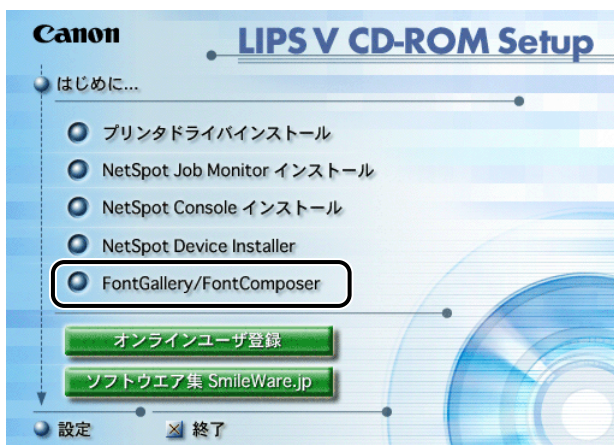 Canon
LIPS V CD-ROM Setup
はじめに...
プリンタドライバインストール
NetSpot Job Monitor インストール
NetSpot Console インストール
NetSpot Device Installer
FontGallery/FontComposer
オンラインユーザ登録
ソフトウエア集 SmileWare.jp
設定
終了